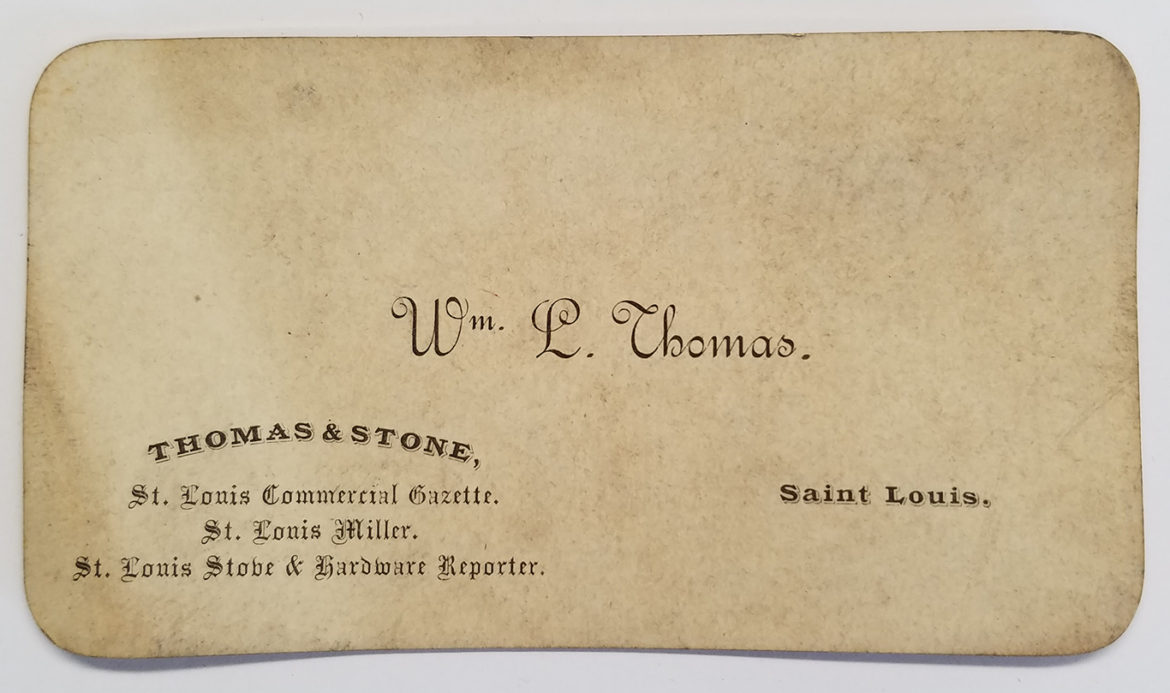 Wm. L. Thomas.
THOMAS & STONE,
St. Louis Commercial Gazette.
St. Louis Miller.
St. Louis Stove & Hardware Reporter.
Saint Louis.